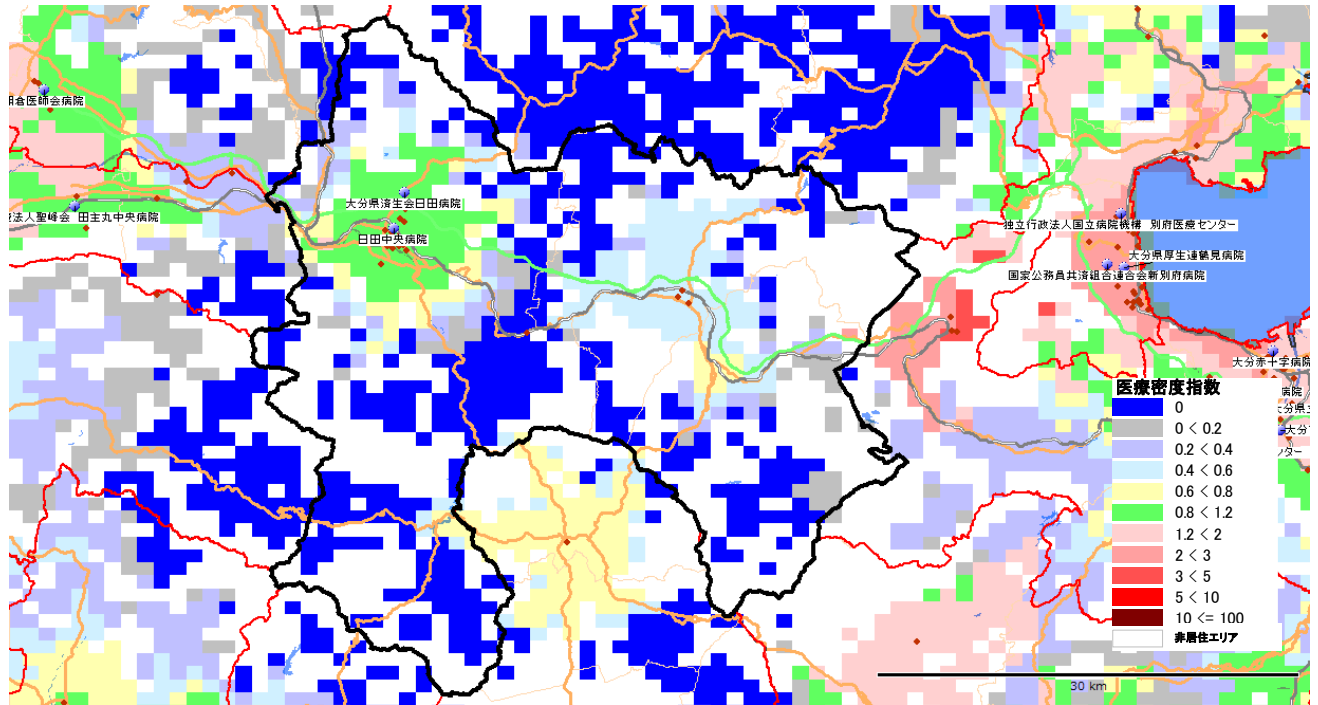 倉医師会病院
大分県済生会日田病院
法人聖峰会 田主丸中央病院
日田中央病院
独立行政法人国立病院機構 別府医療センター
大分県厚生連鶴見病院
国家公務員共済組合連合会新別府病院
大分赤十字病院
病院
医療密度指数
0
0 < 0.2
0.2 < 0.4
0.4 < 0.6
0.6 < 0.8
0.8 < 1.2
1.2 < 2
2 < 3
3 < 5
5 < 10
10 <= 100
非居住エリア
ンター
30 km